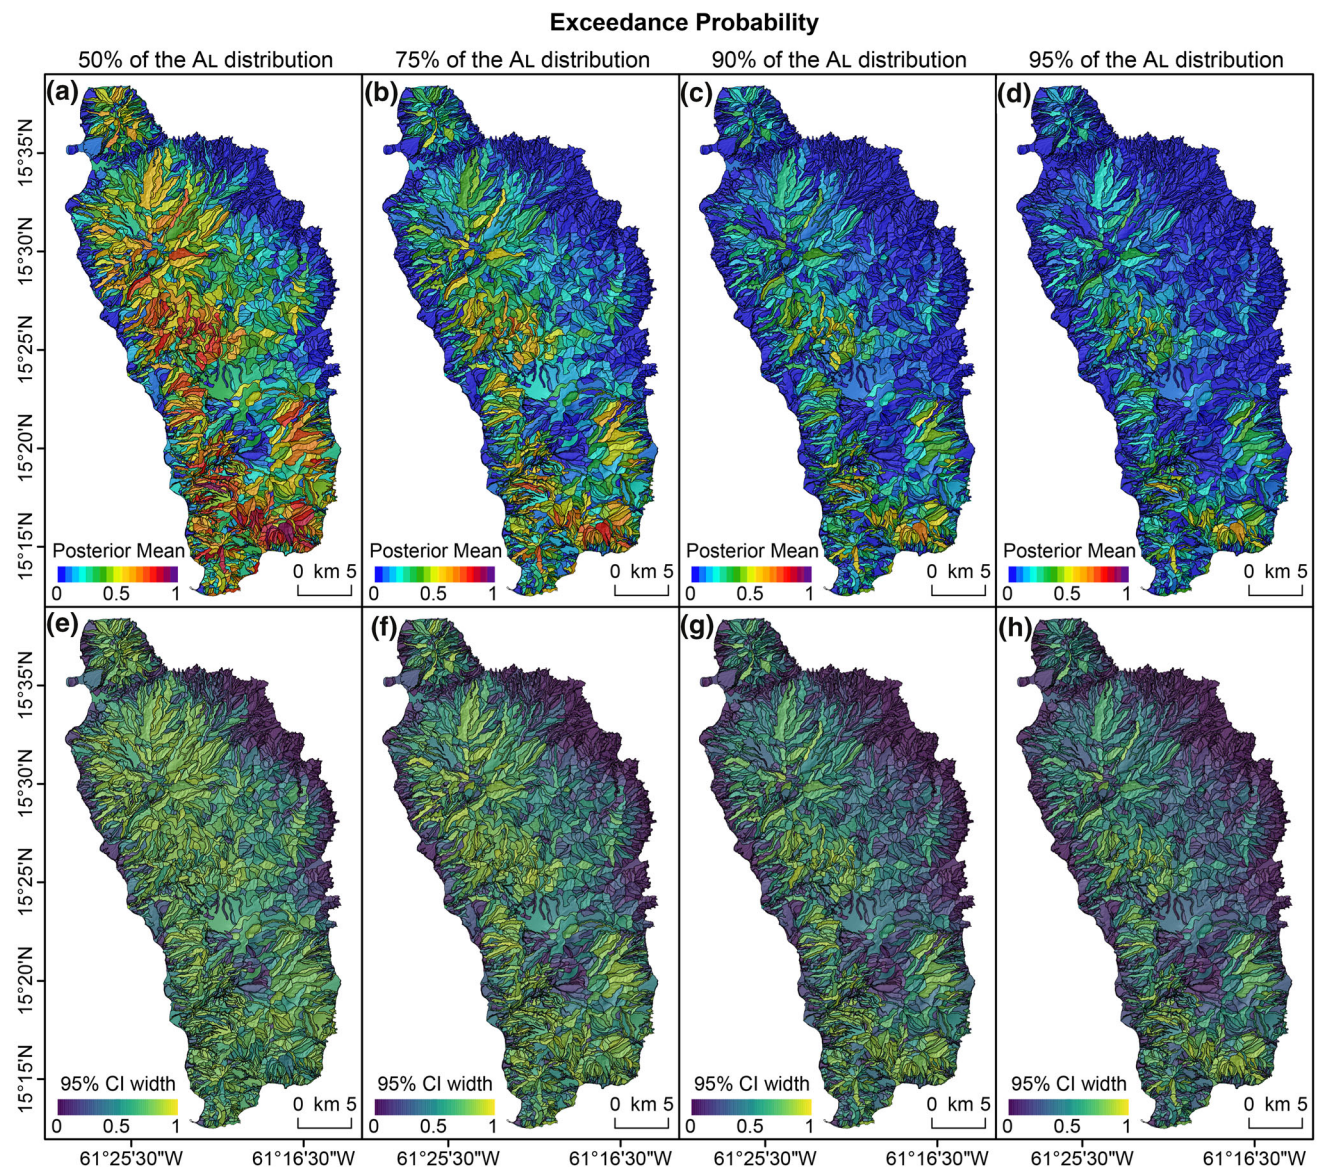 Exceedance Probability
50% of the AL distribution
75% of the AL distribution
90% of the AL distribution
95% of the AL distribution
(a)
(b)
(c)
(d)
15°35'N
15°30'N
15°25'N
15°20'N
15°15'N
Posterior Mean
0 0.5 1
0 km 5
Posterior Mean
0 0.5 1
0 km 5
Posterior Mean
0 0.5 1
0 km 5
Posterior Mean
0 0.5 1
0 km 5
(e)
(f)
(g)
(h)
15°35'N
15°30'N
15°25'N
15°20'N
15°15'N
95% CI width
0 0.5 1
0 km 5
95% CI width
0 0.5 1
0 km 5
95% CI width
0 0.5 1
0 km 5
95% CI width
0 0.5 1
0 km 5
61°25'30"W
61°16'30"W
61°25'30"W
61°16'30"W
61°25'30"W
61°16'30"W
61°25'30"W
61°16'30"W